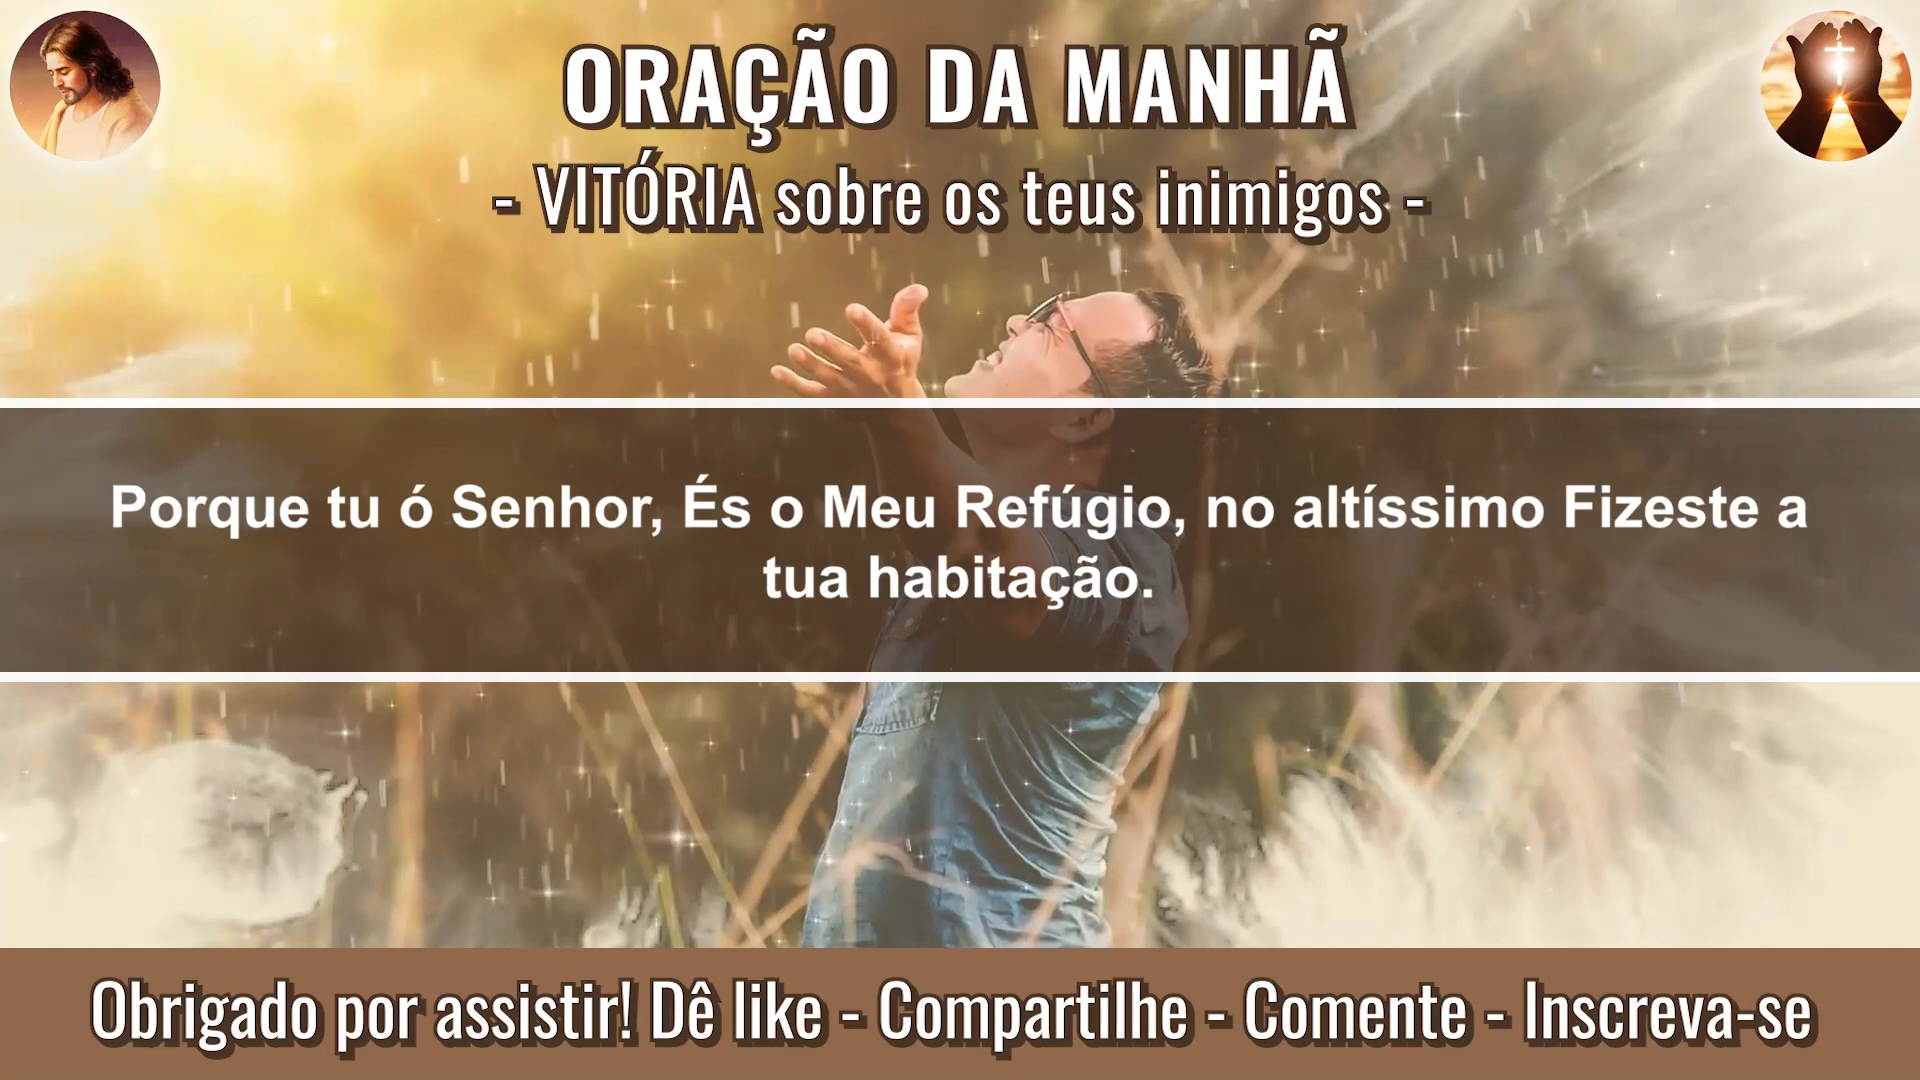 ORAÇÃO DA MANHÃ
- VITÓRIA sobre os teus inimigos -
Porque tu ó Senhor, És o Meu Refúgio, no altíssimo Fizeste a
tua habitação.
Obrigado por assistir! Dê like - Compartilhe - Comente - Inscreva-se